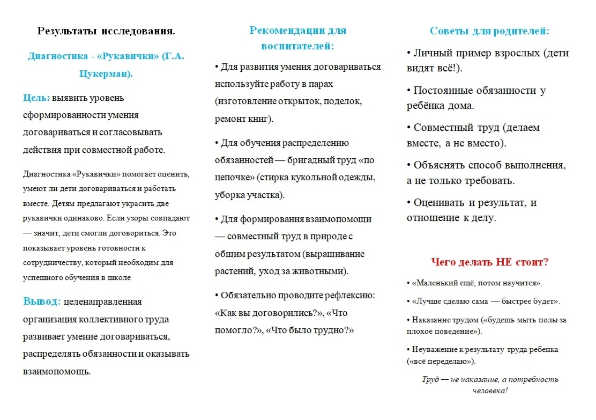 Результаты исследования.
Диагностика - «Рукавички» (Г.А.
Цукерман).
Цель: выявить уровень
сформированности умения
договариваться и согласовывать
действия при совместной работе.
Диагностика «Рукавички» помогает оценить,
умеют ли дети договариваться и работать
вместе. Детям предлагают украсить две
рукавички одинаково. Если узоры совпадают
— значит, дети смогли договориться. Это
показывает уровень готовности к
сотрудничеству, который необходим для
успешного обучения в школе
Вывод: целенаправленная
организация коллективного труда
развивает умение договариваться,
распределять обязанности и оказывать
взаимопомощь.
Рекомендации для
воспитателей:
• Для развития умения договариваться
используйте работу в парах
(изготовление открыток, поделок,
ремонт книг).
• Для обучения распределению
обязанностей — бригадный труд «по
цепочке» (стирка кукольной одежды,
уборка участка).
• Для формирования взаимопомощи
— совместный труд в природе с
общим результатом (выращивание
растений, уход за животными).
• Обязательно проводите рефлексию:
«Как вы договорились?», «Что
помогло?», «Что было трудно?»
Советы для родителей:
• Личный пример взрослых (дети
видят всё!).
• Постоянные обязанности у
ребёнка дома.
• Совместный труд (делаем
вместе, а не вместо).
• Объяснять способ выполнения,
а не только требовать.
• Оценивать и результат, и
отношение к делу.
Чего делать НЕ стоит?
• «Маленький ещё, потом научится».
• «Лучше сделаю сама — быстрее будет».
• Наказание трудом («будешь мыть полы за
плохое поведение»).
• Неуважение к результату труда ребенка
(«всё переделаю»).
Труд — не наказание, а потребность
человека!